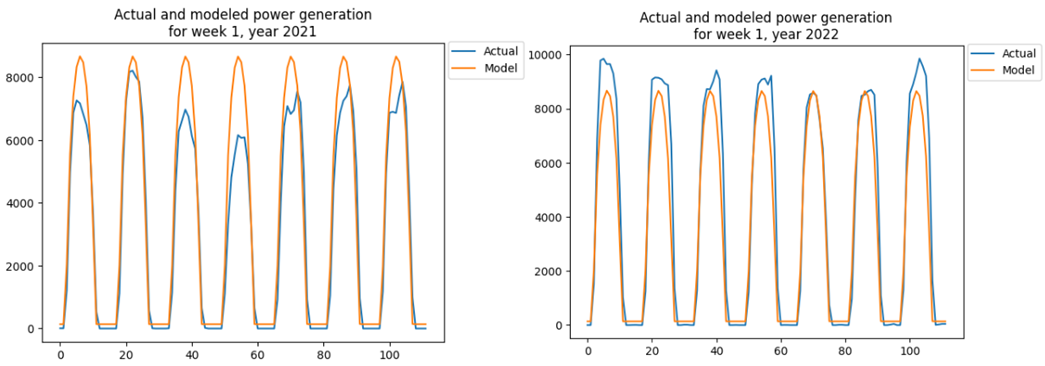 Actual and modeled power generation
for week 1, year 2021
Actual
Model
8000
6000
4000
2000
0
0 20 40 60 80 100
Actual and modeled power generation
for week 1, year 2022
Actual
Model
10000
8000
6000
4000
2000
0
0 20 40 60 80 100